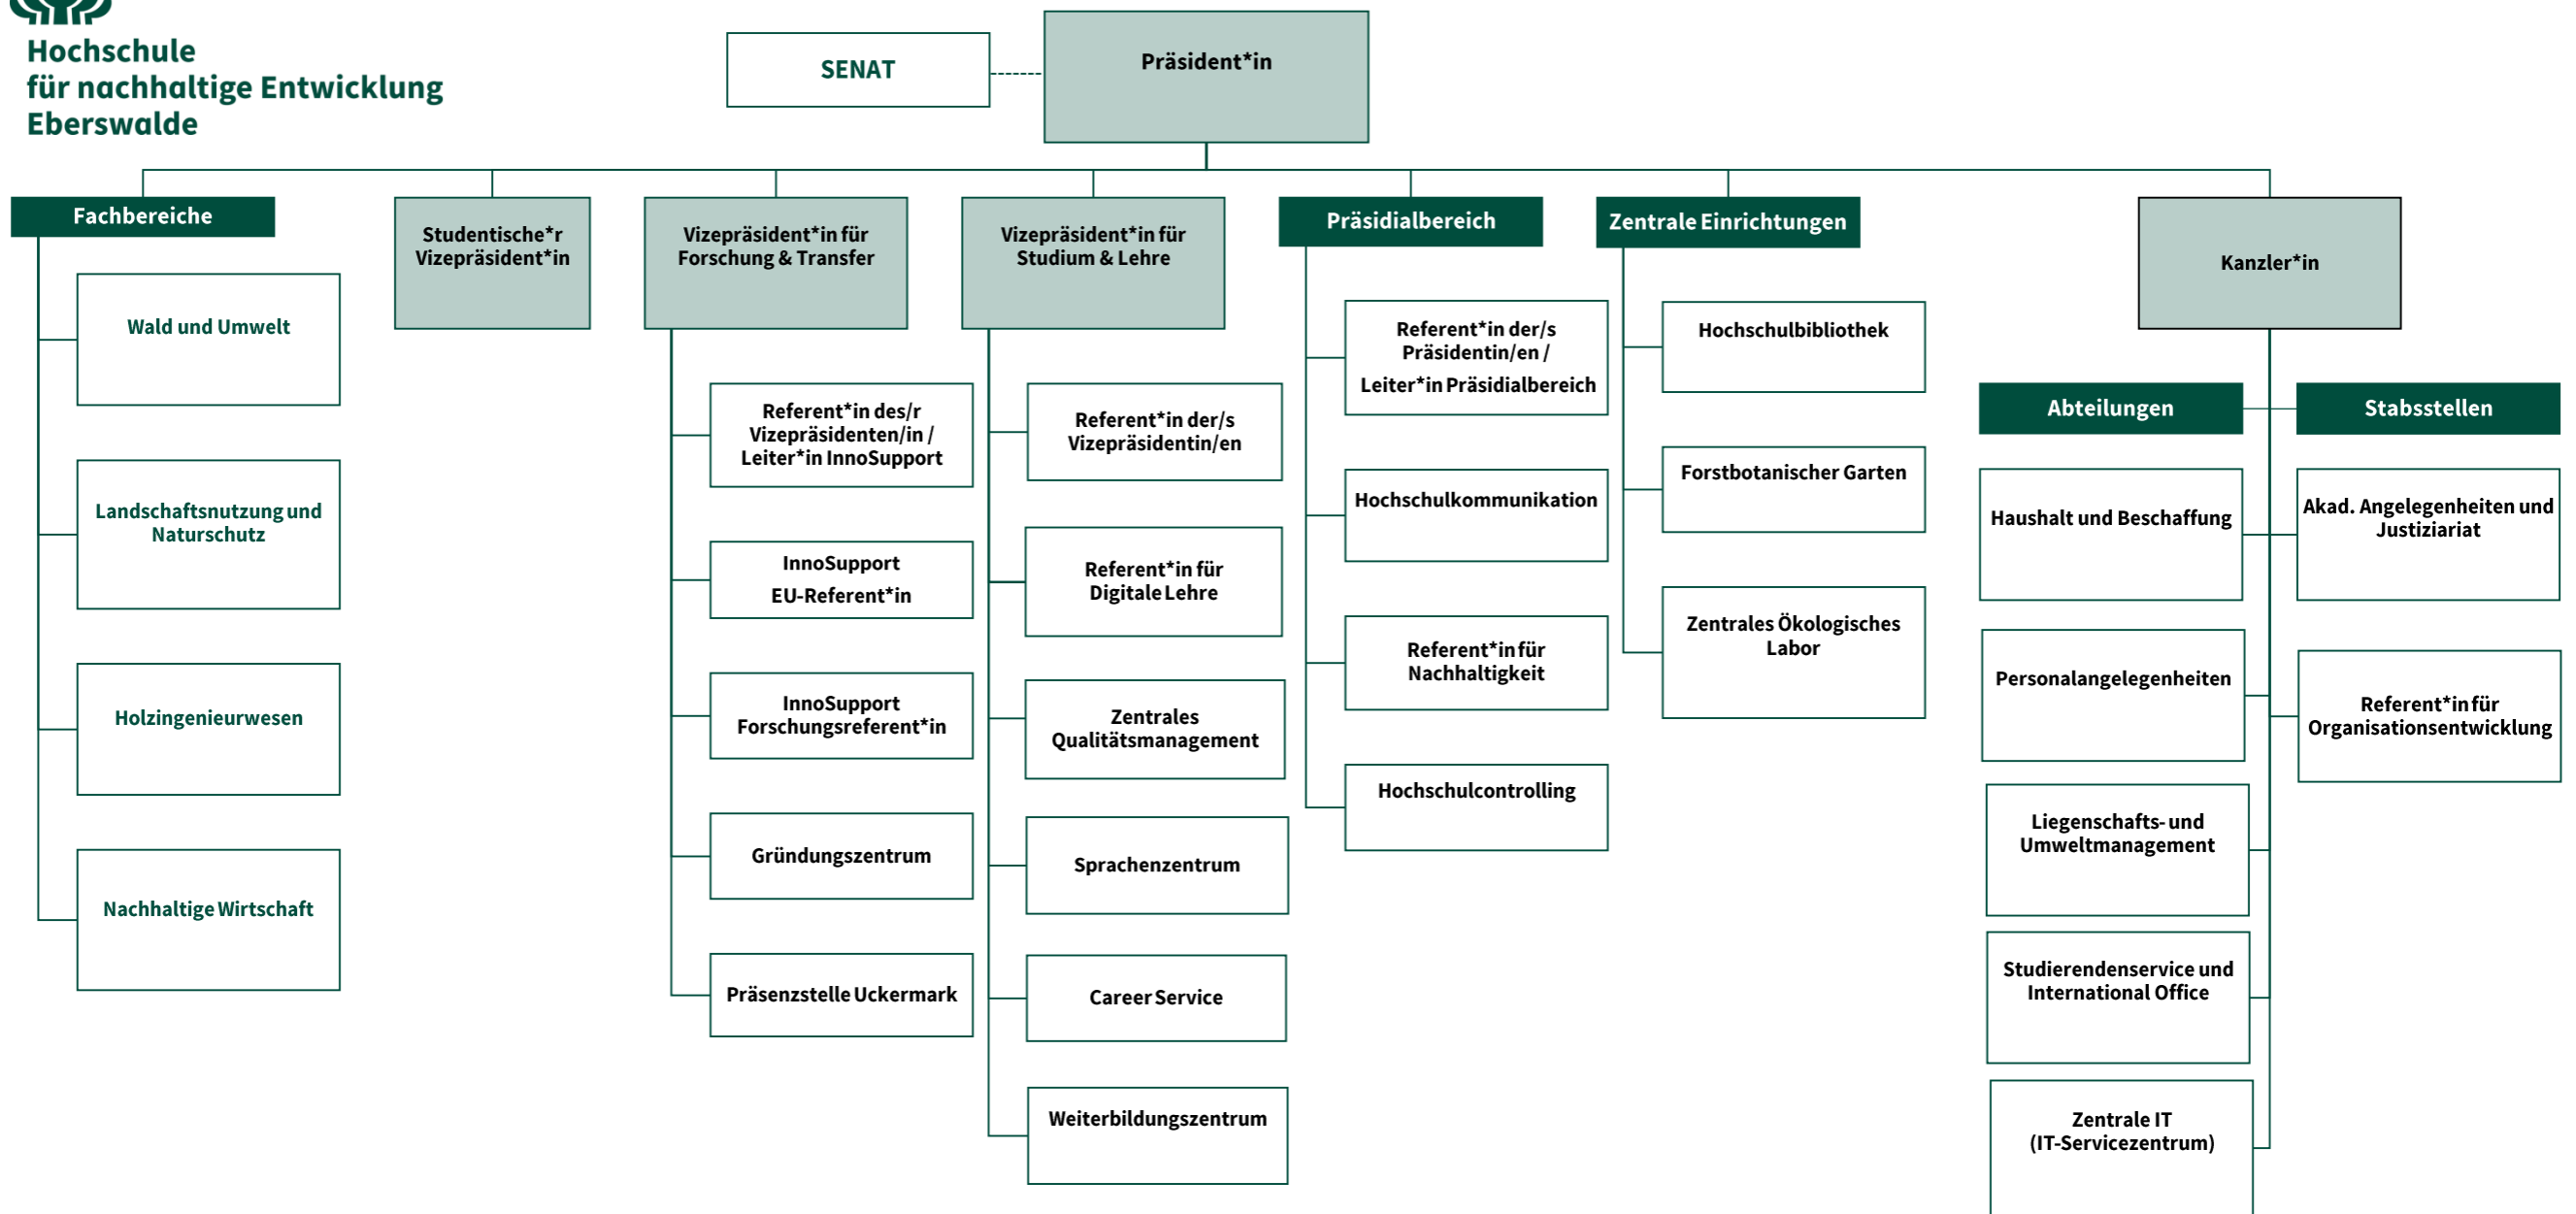 Hochschule
für nachhaltige Entwicklung
Eberswalde
SENAT
Präsident*in
Fachbereiche
Wald und Umwelt
Landschaftsnutzung und
Naturschutz
Holzingenieurwesen
Nachhaltige Wirtschaft
Studentische*r
Vizepräsident*in
Vizepräsident*in für
Forschung & Transfer
Referent*in des/r
Vizepräsidenten/in /
Leiter*in InnoSupport
InnoSupport
EU-Referent*in
InnoSupport
Forschungsreferent*in
Gründungszentrum
Präsenzstelle Uckermark
Vizepräsident*in für
Studium & Lehre
Referent*in der/s
Vizepräsidentin/en
Referent*in für
Digitale Lehre
Zentrales
Qualitätsmanagement
Sprachenzentrum
Career Service
Weiterbildungszentrum
Präsidialbereich
Referent*in der/s
Präsidentin/en /
Leiter*in Präsidialbereich
Hochschulkommunikation
Referent*in für
Nachhaltigkeit
Hochschulcontrolling
Zentrale Einrichtungen
Hochschulbibliothek
Forstbotanischer Garten
Zentrales Ökologisches
Labor
Kanzler*in
Abteilungen
Haushalt und Beschaffung
Personalangelegenheiten
Liegenschafts- und
Umweltmanagement
Studierendenservice und
International Office
Zentrale IT
(IT-Servicezentrum)
Stabsstellen
Akad. Angelegenheiten und
Justiziariat
Referent*in für
Organisationsentwicklung